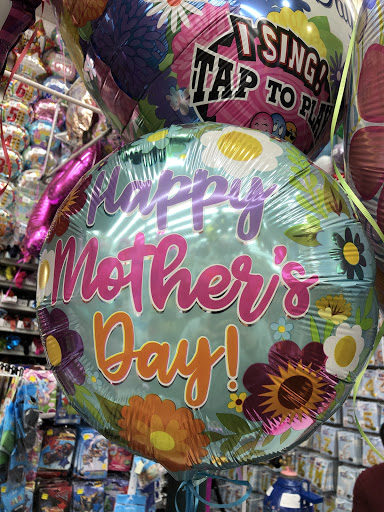 I SING!
TAP TO PLAY
Happy
Mother's
Day!